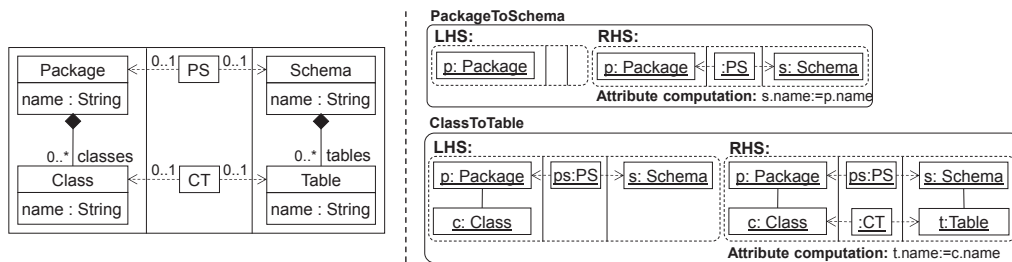 Package
name : String
0..1
PS
0..1
Schema
name : String
0..* classes
0..* tables
Class
name : String
0..1
CT
0..1
Table
name : String
PackageToSchema
LHS:
p: Package
RHS:
p: Package
:PS
s: Schema
Attribute computation: s.name:=p.name
ClassToTable
LHS:
p: Package
ps:PS
s: Schema
c: Class
RHS:
p: Package
ps:PS
s: Schema
c: Class
:CT
t:Table
Attribute computation: t.name:=c.name